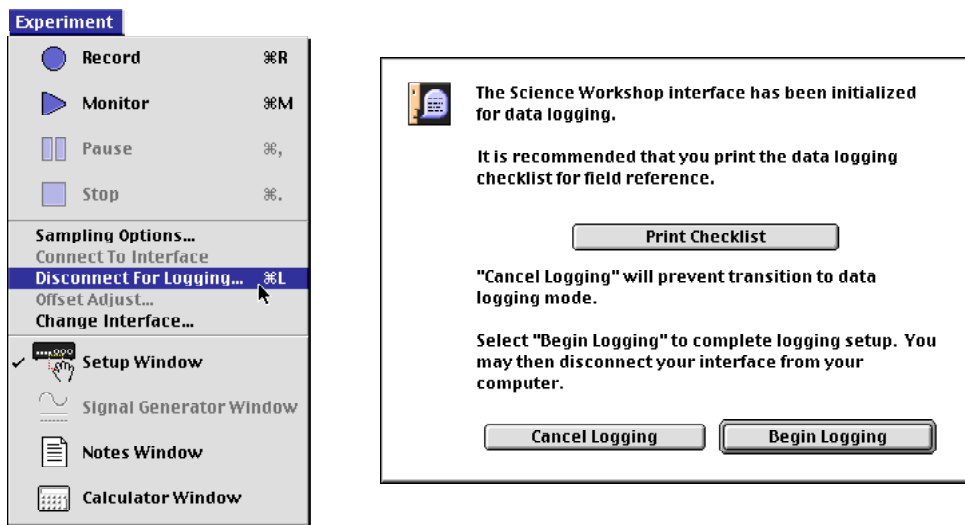 Experiment
Record ⌘R
Monitor ⌘M
Pause ⌘,
Stop ⌘.
Sampling Options...
Connect To Interface
Disconnect For Logging... ⌘L
Offset Adjust...
Change Interface...
Setup Window
Signal Generator Window
Notes Window
Calculator Window
The Science Workshop interface has been initialized
for data logging.
It is recommended that you print the data logging
checklist for field reference.
Print Checklist
"Cancel Logging" will prevent transition to data
logging mode.
Select "Begin Logging" to complete logging setup. You
may then disconnect your interface from your
computer.
Cancel Logging
Begin Logging